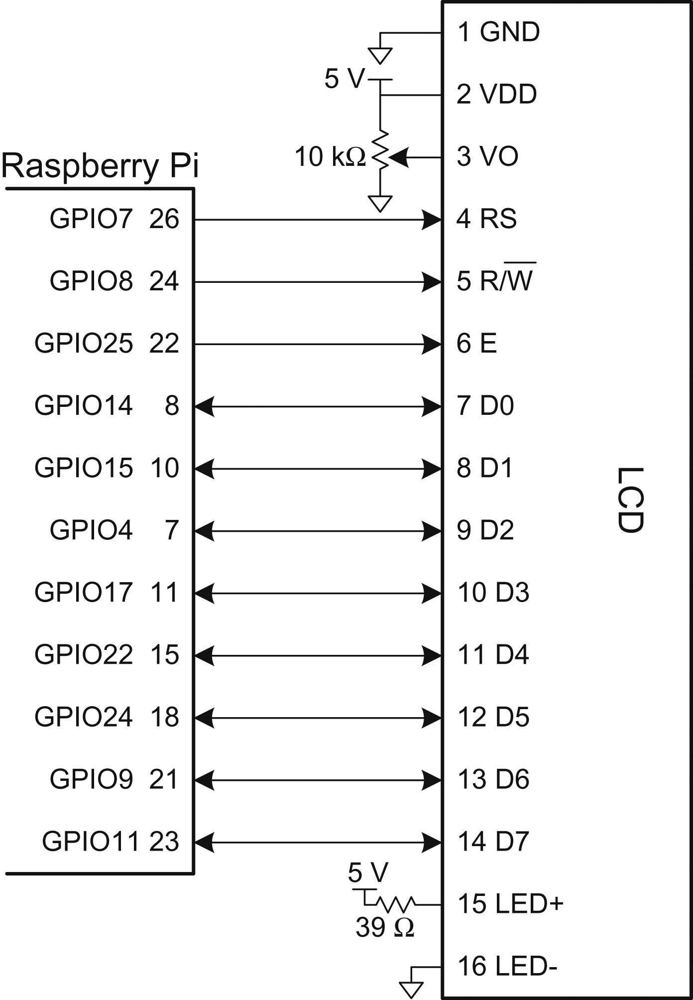 1 GND
5 V
2 VDD
10 kΩ
3 VO
Raspberry Pi
GPIO7 26
4 RS
GPIO8 24
5 R/W̅
GPIO25 22
6 E
GPIO14 8
7 D0
GPIO15 10
8 D1
GPIO4 7
9 D2
GPIO17 11
10 D3
GPIO22 15
11 D4
GPIO24 18
12 D5
GPIO9 21
13 D6
GPIO11 23
14 D7
LCD
5 V
39 Ω
15 LED+
16 LED-